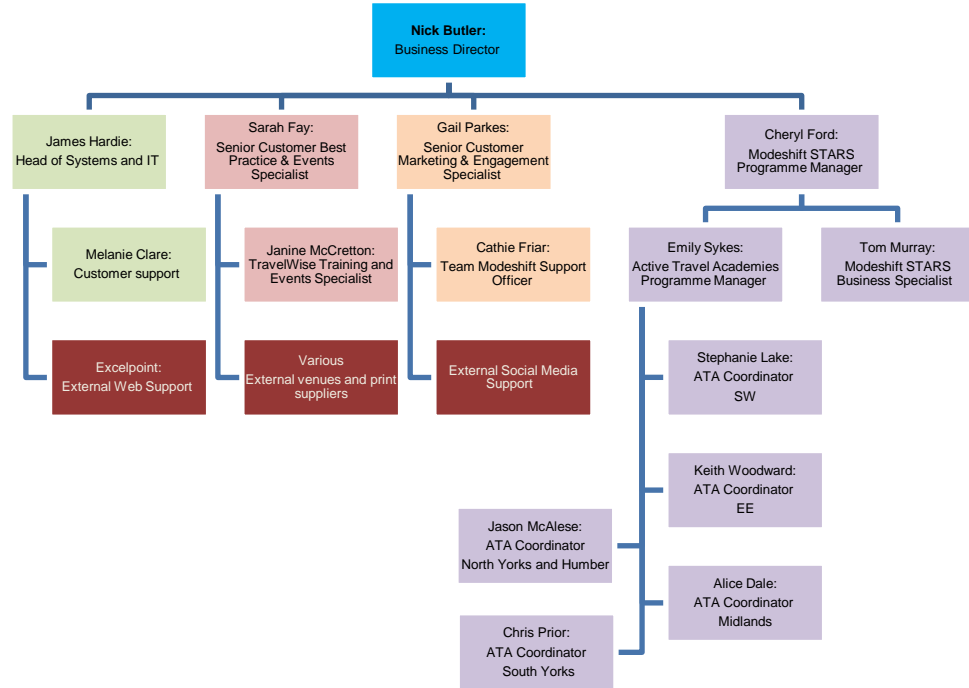 Nick Butler:
Business Director
James Hardie:
Head of Systems and IT
Sarah Fay:
Senior Customer Best
Practice & Events
Specialist
Gail Parkes:
Senior Customer
Marketing & Engagement
Specialist
Cheryl Ford:
Modeshift STARS
Programme Manager
Melanie Clare:
Customer support
Janine McCretton:
TravelWise Training and
Events Specialist
Cathie Friar:
Team Modeshift Support
Officer
Emily Sykes:
Active Travel Academies
Programme Manager
Tom Murray:
Modeshift STARS
Business Specialist
Excelpoint:
External Web Support
Various
External venues and print
suppliers
External Social Media
Support
Stephanie Lake:
ATA Coordinator
SW
Keith Woodward:
ATA Coordinator
EE
Jason McAlese:
ATA Coordinator
North Yorks and Humber
Alice Dale:
ATA Coordinator
Midlands
Chris Prior:
ATA Coordinator
South Yorks